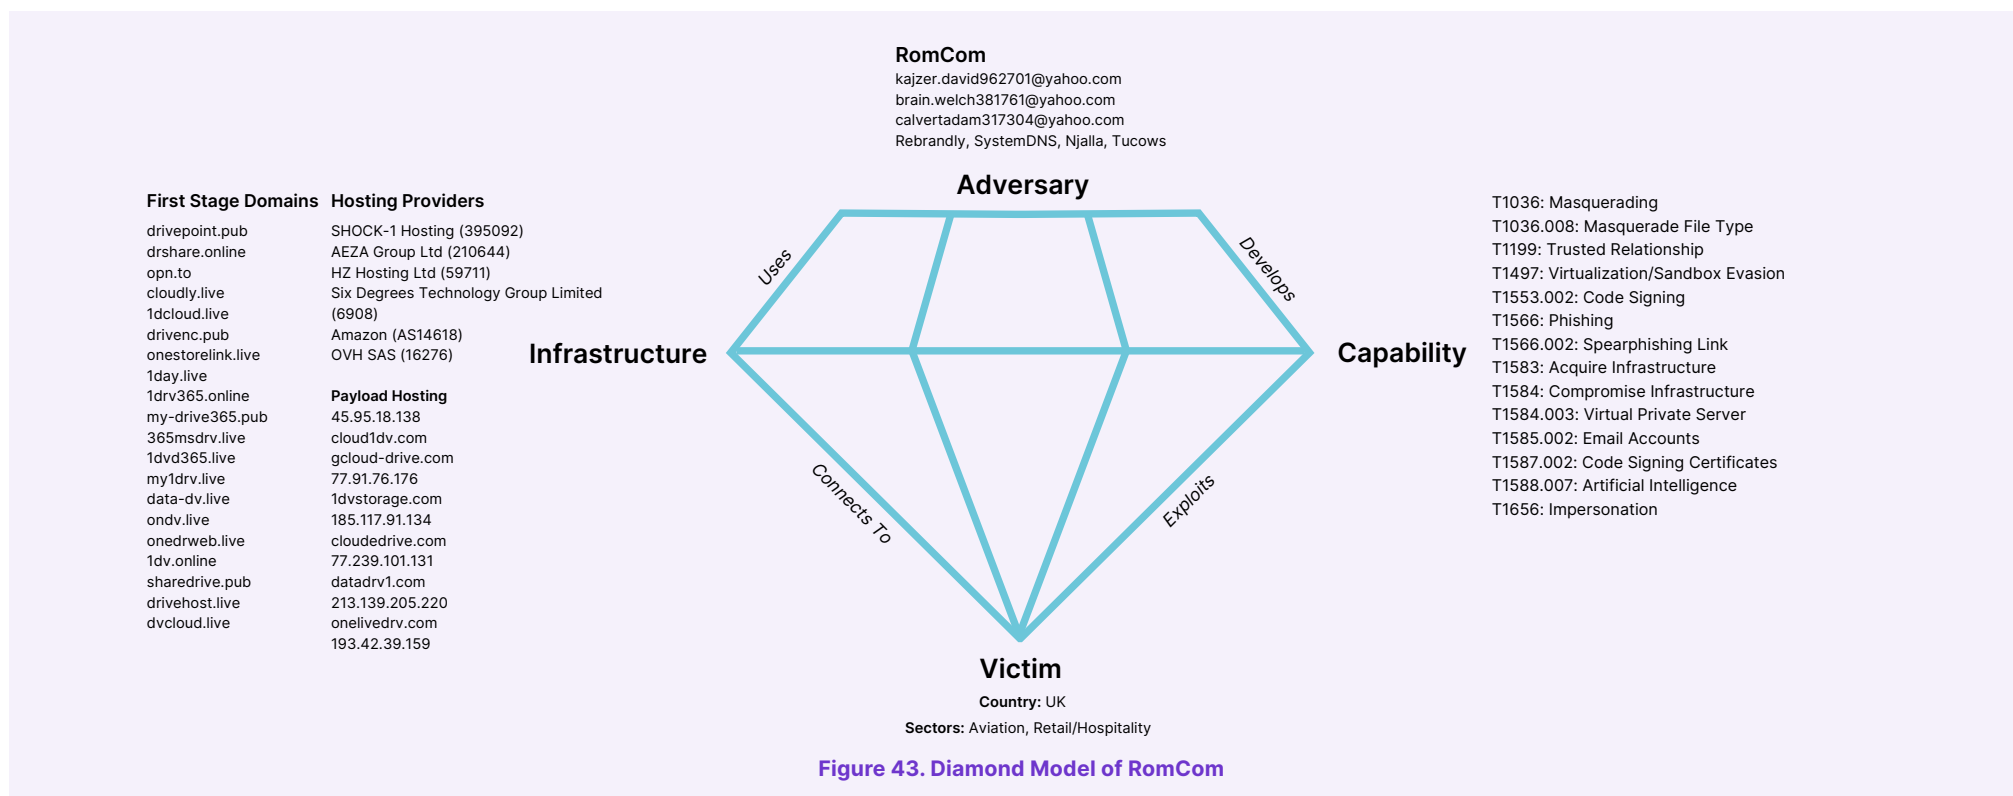 RomCom
kajzer.david962701@yahoo.com
brain.welch381761@yahoo.com
calvertadam317304@yahoo.com
Rebrandly, SystemDNS, Njalla, Tucows
Adversary
First Stage Domains
drivepoint.pub
drshare.online
opn.to
cloudly.live
1dcloud.live
drivenc.pub
onestorelink.live
1day.live
1drv365.online
my-drive365.pub
365msdrv.live
1dvd365.live
my1drv.live
data-dv.live
ondv.live
onedrweb.live
1dv.online
sharedrive.pub
drivehost.live
dvcloud.live
Hosting Providers
SHOCK-1 Hosting (395092)
AEZA Group Ltd (210644)
HZ Hosting Ltd (59711)
Six Degrees Technology Group Limited
(6908)
Amazon (AS14618)
OVH SAS (16276)
Payload Hosting
45.95.18.138
cloud1dv.com
gcloud-drive.com
77.91.76.176
1dvstorage.com
185.117.91.134
cloudedrive.com
77.239.101.131
datadrv1.com
213.139.205.220
onelivedrv.com
193.42.39.159
Infrastructure
Uses
Develops
Connects To
Exploits
Capability
T1036: Masquerading
T1036.008: Masquerade File Type
T1199: Trusted Relationship
T1497: Virtualization/Sandbox Evasion
T1553.002: Code Signing
T1566: Phishing
T1566.002: Spearphishing Link
T1583: Acquire Infrastructure
T1584: Compromise Infrastructure
T1584.003: Virtual Private Server
T1585.002: Email Accounts
T1587.002: Code Signing Certificates
T1588.007: Artificial Intelligence
T1656: Impersonation
Victim
Country: UK
Sectors: Aviation, Retail/Hospitality
Figure 43. Diamond Model of RomCom